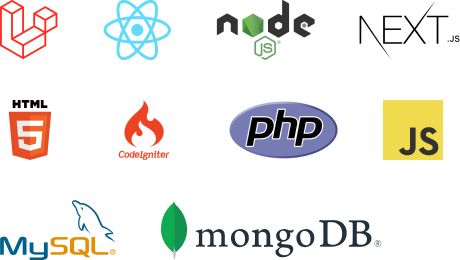 node
JS
NEXT.JS
HTML
5
CodeIgniter
php
JS
MySQL®
mongoDB®